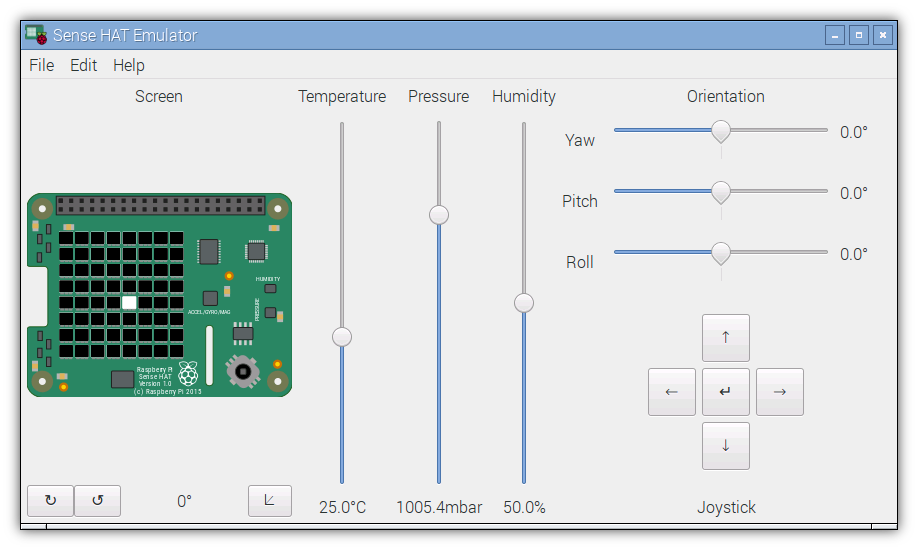 Sense HAT Emulator
File Edit Help
Screen
Temperature
Pressure
Humidity
Orientation
Yaw
0.0°
Pitch
0.0°
Roll
0.0°
HUMIDITY
PRESSURE
ACCEL/GYRO/MAG
Raspberry Pi
Sense HAT
Version 1.0
(c) Raspberry Pi 2015
0°
25.0°C
1005.4mbar
50.0%
Joystick